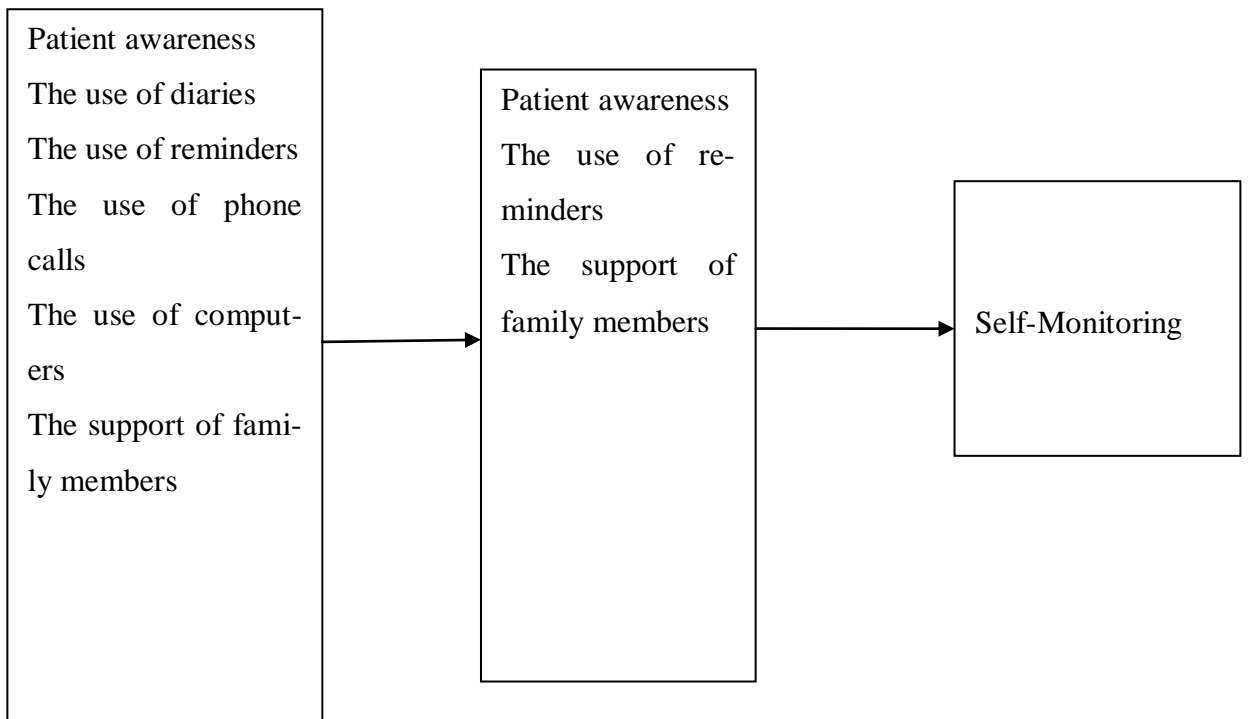 Patient awareness
The use of diaries
The use of reminders
The use of phone
calls
The use of comput-
ers
The support of fami-
ly members
Patient awareness
The use of re-
minders
The support of
family members
Self-Monitoring